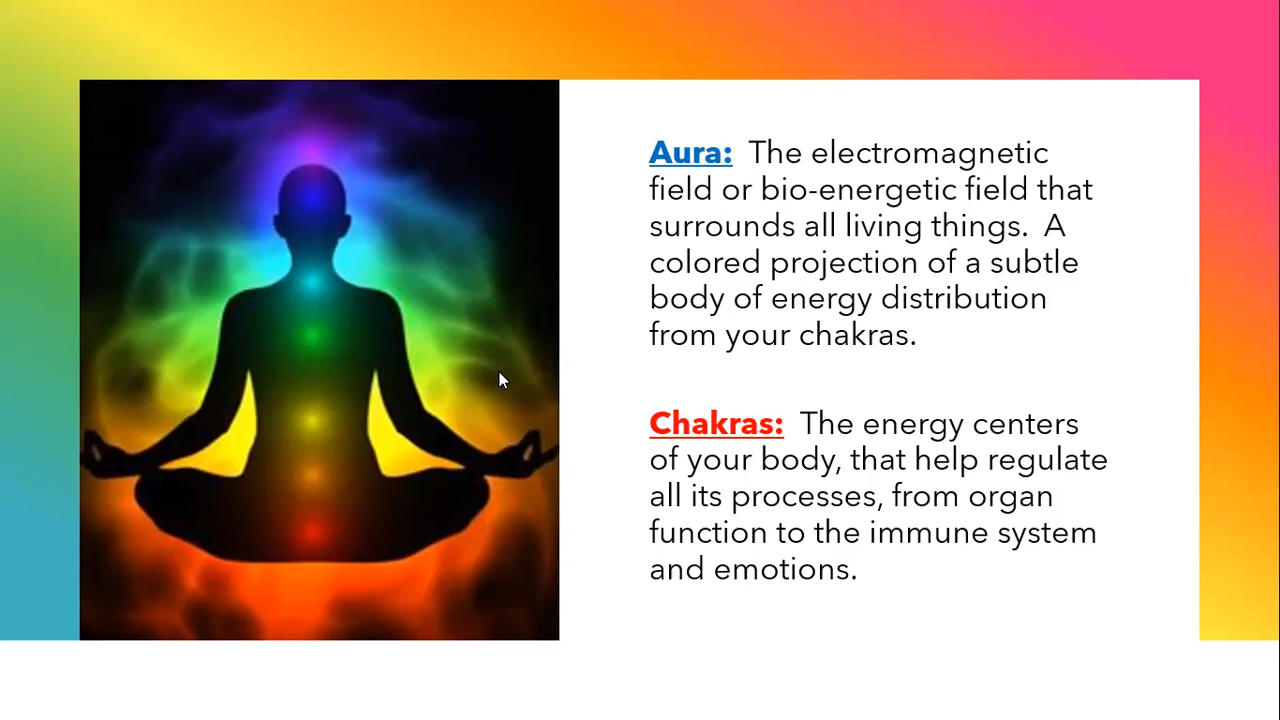 Aura: The electromagnetic
field or bio-energetic field that
surrounds all living things. A
colored projection of a subtle
body of energy distribution
from your chakras.
Chakras: The energy centers
of your body, that help regulate
all its processes, from organ
function to the immune system
and emotions.